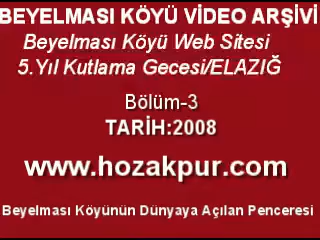 BEYELMASI KÖYÜ VİDEO ARŞİVİ
Beyelması Köyü Web Sitesi
5.Yıl Kutlama Gecesi/ELAZIĞ
Bölüm-3
TARİH:2008
www.hozakpur.com
Beyelması Köyünün Dünyaya Açılan Penceresi